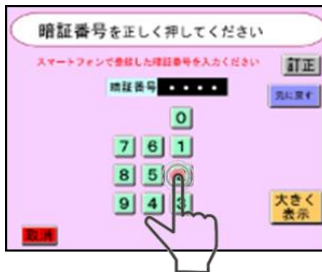 暗証番号を正しく押してください
スマートフォンで登録した暗証番号を入力ください
訂正
暗証番号 • • • •
元に戻す
0
7 6 1
8 5
9 4 3
大きく
表示
取消